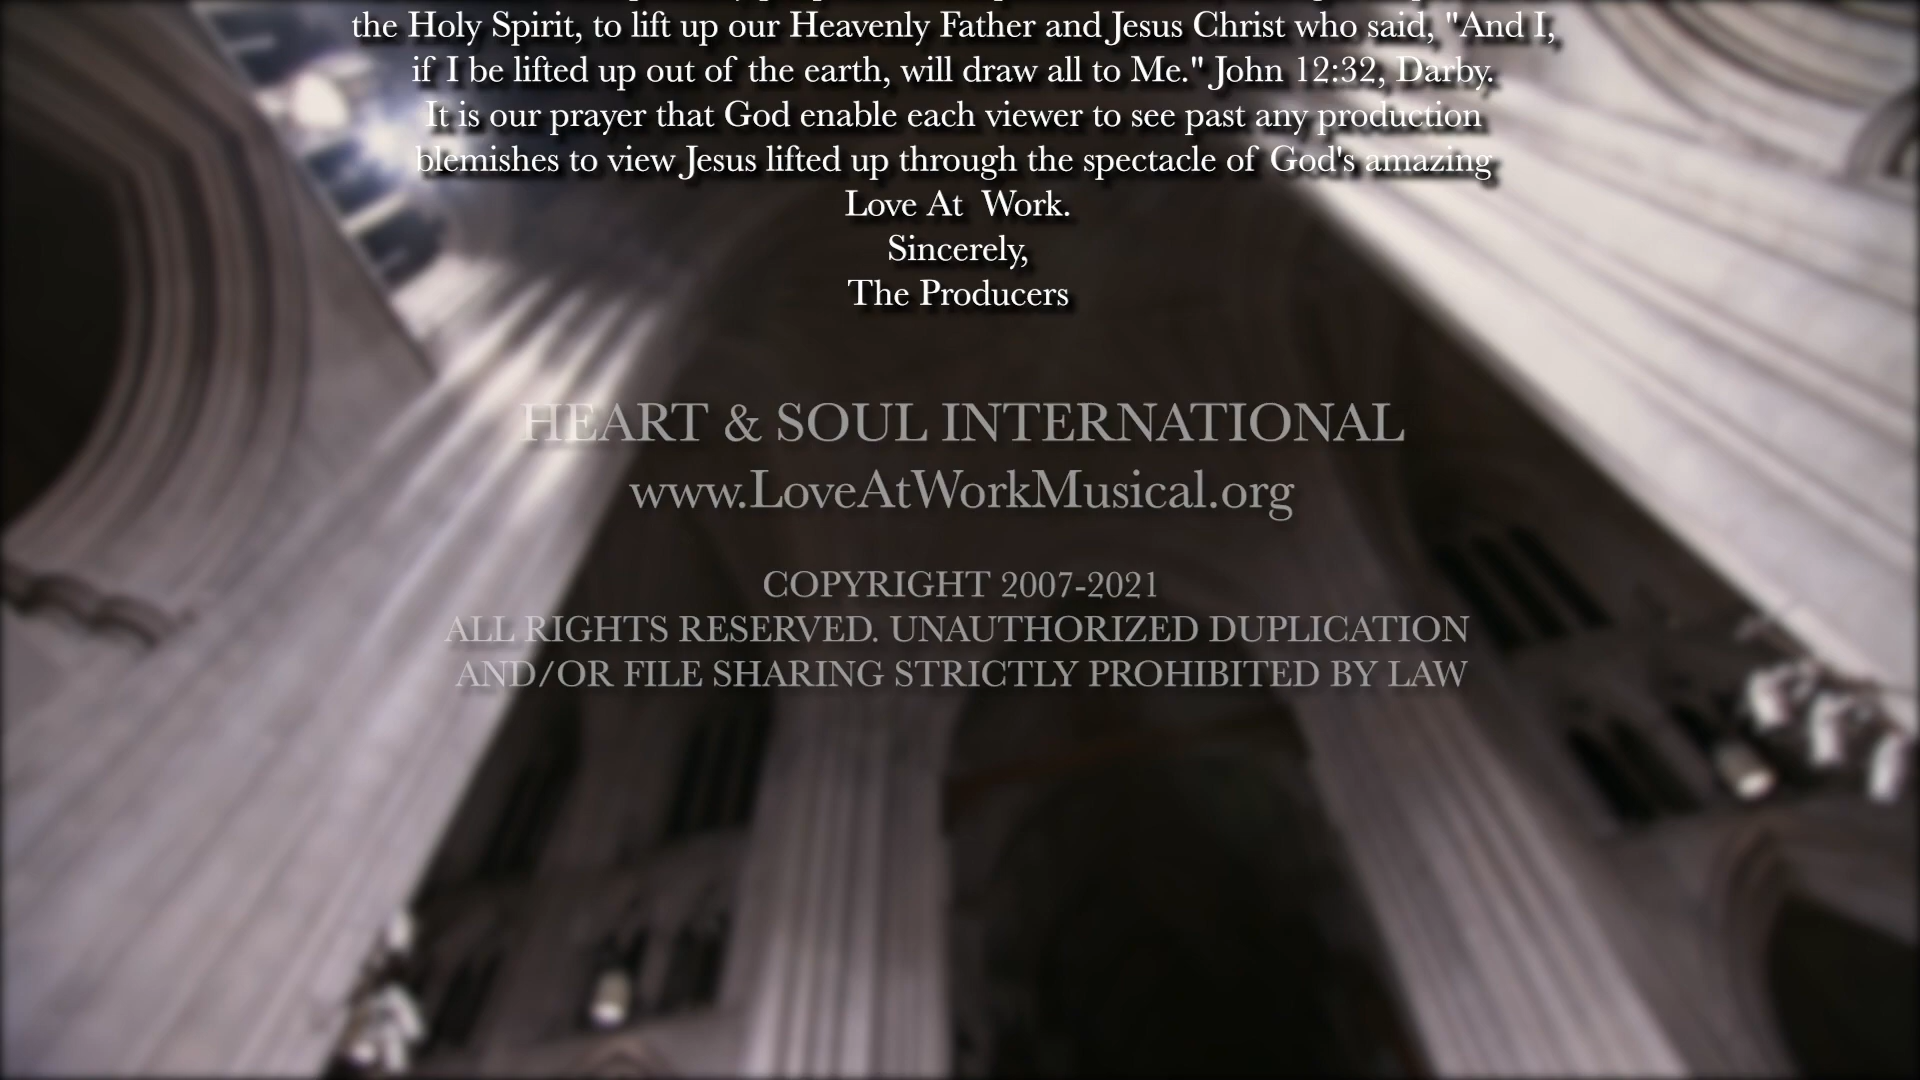 the Holy Spirit, to lift up our Heavenly Father and Jesus Christ who said, "And I,
if I be lifted up out of the earth, will draw all to Me." John 12:32, Darby.
It is our prayer that God enable each viewer to see past any production
blemishes to view Jesus lifted up through the spectacle of God's amazing
Love At Work.
Sincerely,
The Producers
HEART & SOUL INTERNATIONAL
www.LoveAtWorkMusical.org
COPYRIGHT 2007-2021
ALL RIGHTS RESERVED. UNAUTHORIZED DUPLICATION
AND/OR FILE SHARING STRICTLY PROHIBITED BY LAW